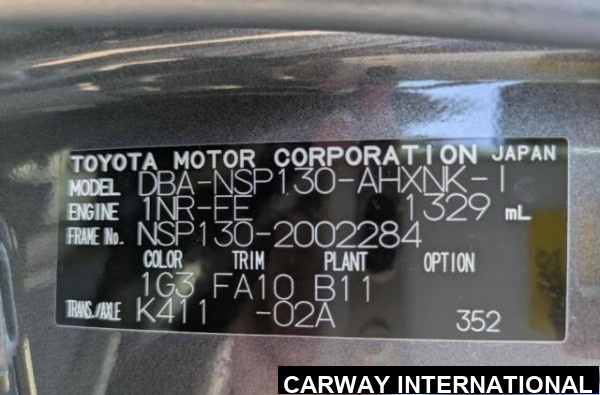 TOYOTA MOTOR CORPORATION JAPAN
MODEL DBA-NSP130-AHXNK-I
ENGINE 1NR-FE 1329 mL
FRAME No. NSP130-2002284
COLOR TRIM PLANT OPTION
1G3 FA10 B11
TRANS./AXLE K411 -02A 352
CARWAY INTERNATIONAL